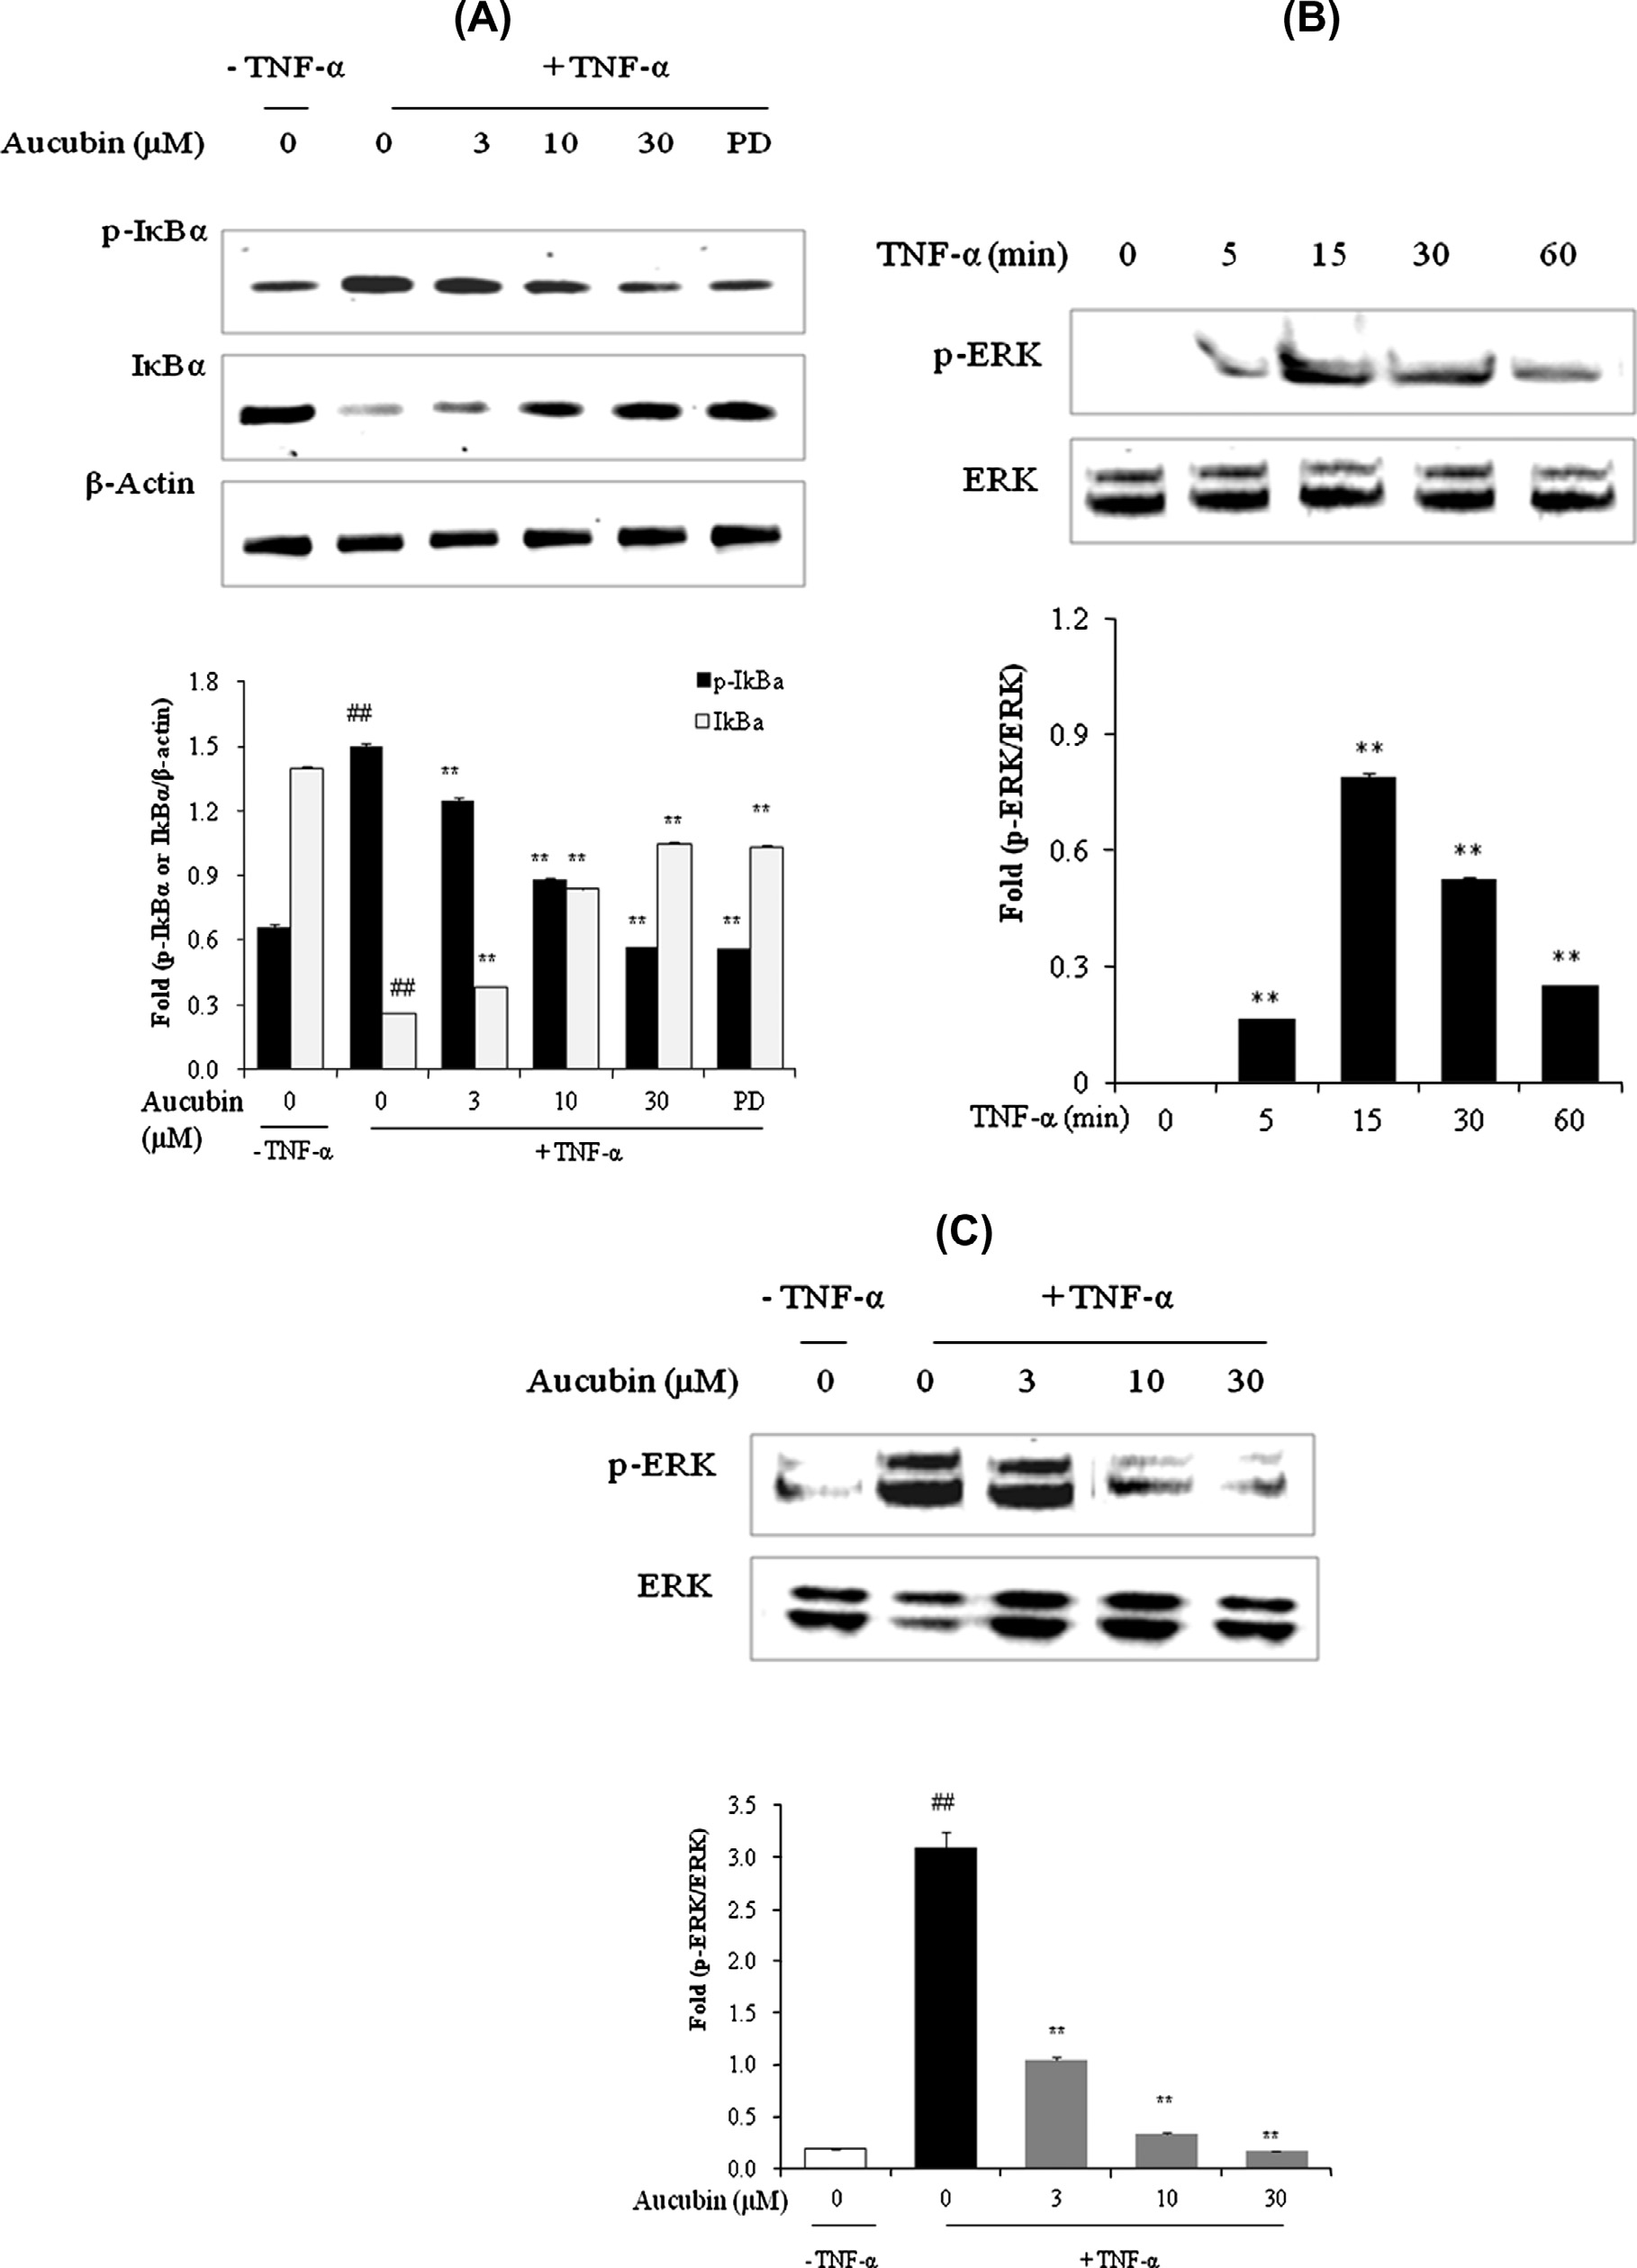 (A)
- TNF-α +TNF-α
Aucubin (μM) 0 0 3 10 30 PD
p-IκBα
IκBα
β-Actin
1.8
1.5
1.2
0.9
0.6
0.3
0.0
Fold (p-IkBα or IkBα/β-actin)
p-IkBa
IkBa
##
##
**
**
** **
**
**
**
**
Aucubin 0 0 3 10 30 PD
(μM)
-TNF-α +TNF-α
(B)
TNF-α (min) 0 5 15 30 60
p-ERK
ERK
1.2
0.9
0.6
0.3
0
Fold (p-ERK/ERK)
**
**
**
**
TNF-α (min) 0 5 15 30 60
(C)
- TNF-α +TNF-α
Aucubin (μM) 0 0 3 10 30
p-ERK
ERK
3.5
3.0
2.5
2.0
1.5
1.0
0.5
0.0
Fold (p-ERK/ERK)
##
**
**
**
Aucubin (μM) 0 0 3 10 30
-TNF-α +TNF-α